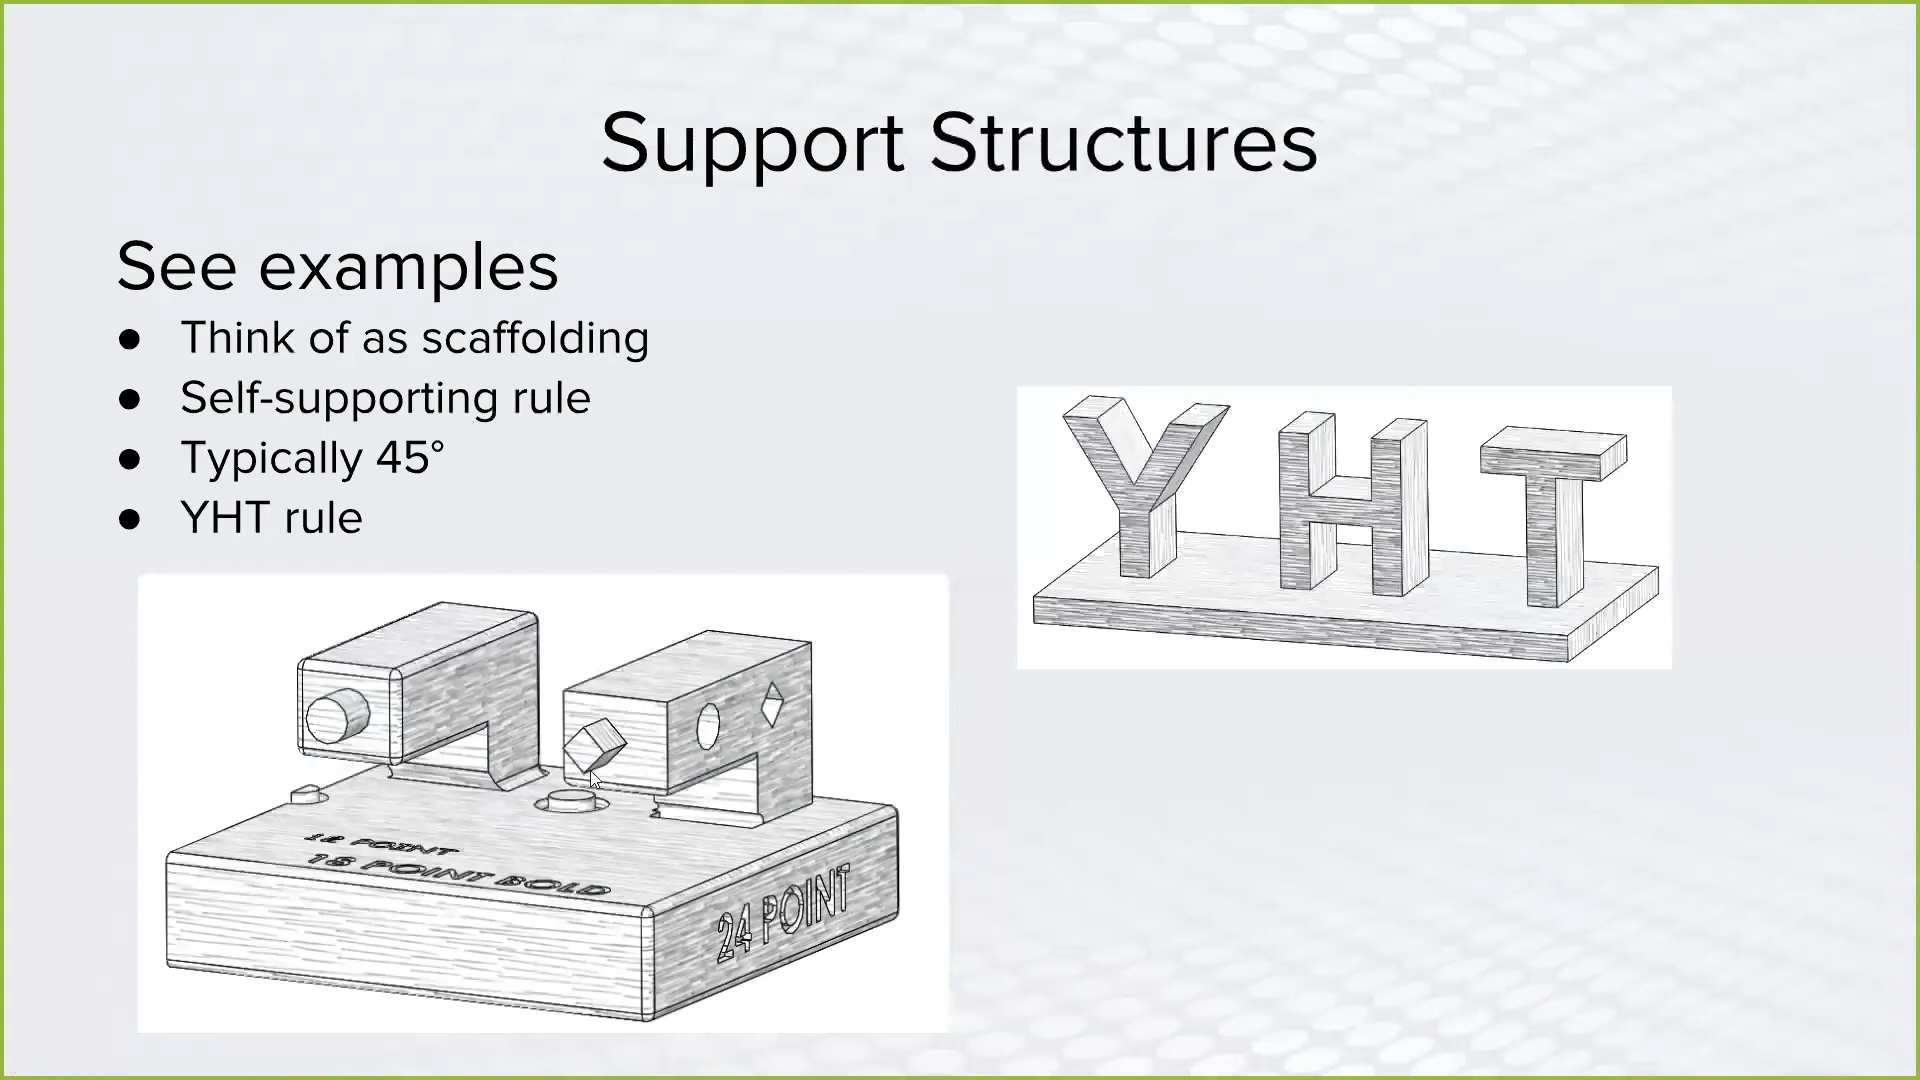 Support Structures
See examples
● Think of as scaffolding
● Self-supporting rule
● Typically 45°
● YHT rule
YHT
12 POINT
18 POINT BOLD
24 POINT